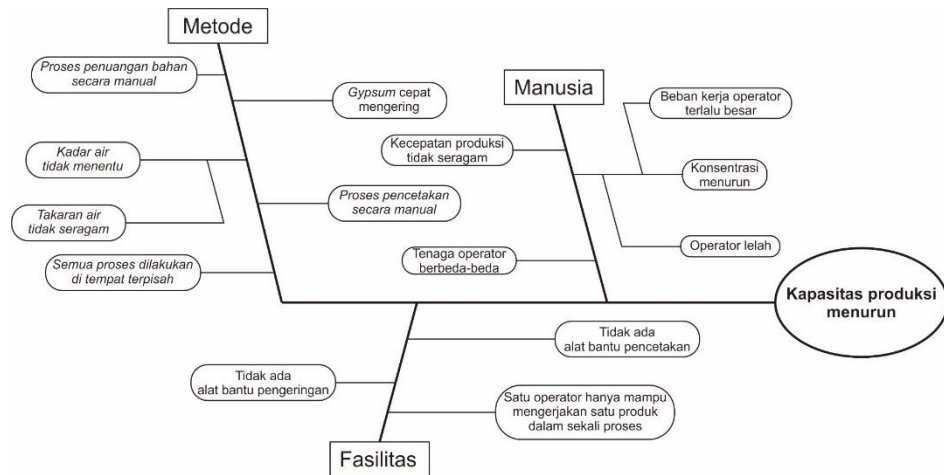 Metode
Proses penuangan bahan
secara manual
Gypsum cepat
mengering
Kadar air
tidak menentu
Takaran air
tidak seragam
Proses pencetakan
secara manual
Semua proses dilakukan
di tempat terpisah
Manusia
Beban kerja operator
terlalu besar
Kecepatan produksi
tidak seragam
Konsentrasi
menurun
Operator lelah
Tenaga operator
berbeda-beda
Kapasitas produksi
menurun
Tidak ada
alat bantu pencetakan
Tidak ada
alat bantu pengeringan
Satu operator hanya mampu
mengerjakan satu produk
dalam sekali proses
Fasilitas